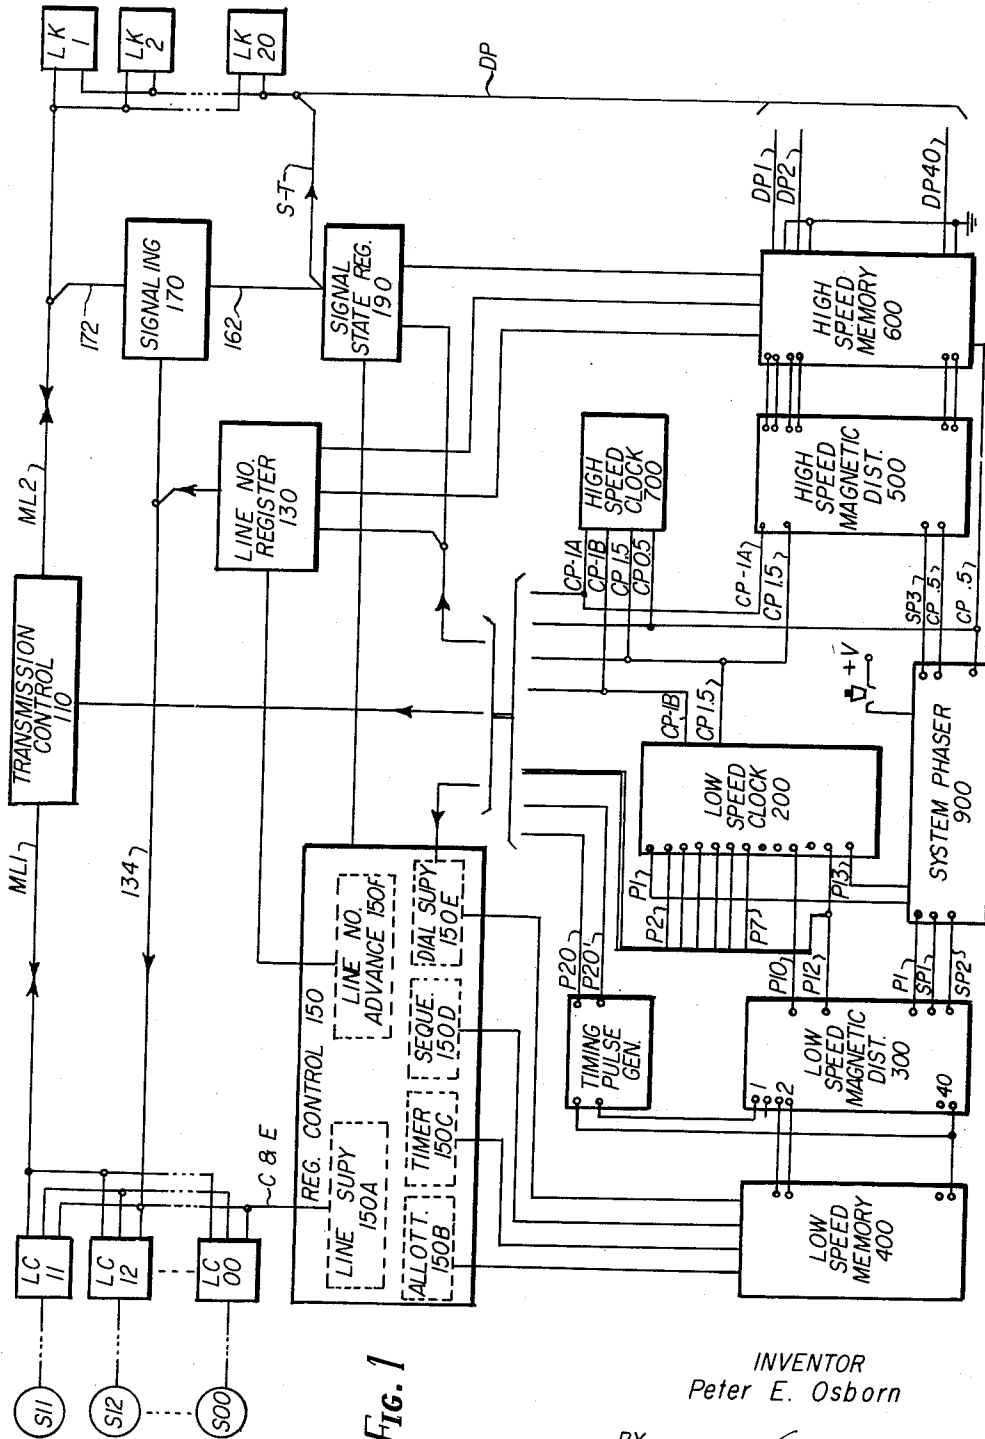 S11
S12
S00
LC
11
LC
12
LC
00
ML1
TRANSMISSION
CONTROL
110
ML2
LK
1
LK
2
LK
20
134
172
SIGNALING
170
162
S-T
DP
C & E
REG. CONTROL 150
LINE SUPY
150A
LINE NO.
ADVANCE 150F
ALLOTT.
150B
TIMER
150C
SEQUE.
150D
DIAL SUPY
150E
LINE NO.
REGISTER
130
SIGNAL
STATE REG.
190
P20
P20'
TIMING
PULSE
GEN.
P1
P2
P7
P10
P12
P13
LOW
SPEED
CLOCK
200
CP-1B
CP1.5
CP-1A
CP-1B
CP1.5
CP0.5
HIGH
SPEED
CLOCK
700
CP-1A
CP1.5
LOW
SPEED
MEMORY
400
1
2
40
LOW
SPEED
MAGNETIC
DIST.
300
P1
SP1
SP2
SYSTEM PHASER
900
+V
SP3
CP .5
CP .5
HIGH
SPEED
MAGNETIC
DIST.
500
HIGH
SPEED
MEMORY
600
DP1
DP2
DP40
FIG. 1
INVENTOR
Peter E. Osborn
BY